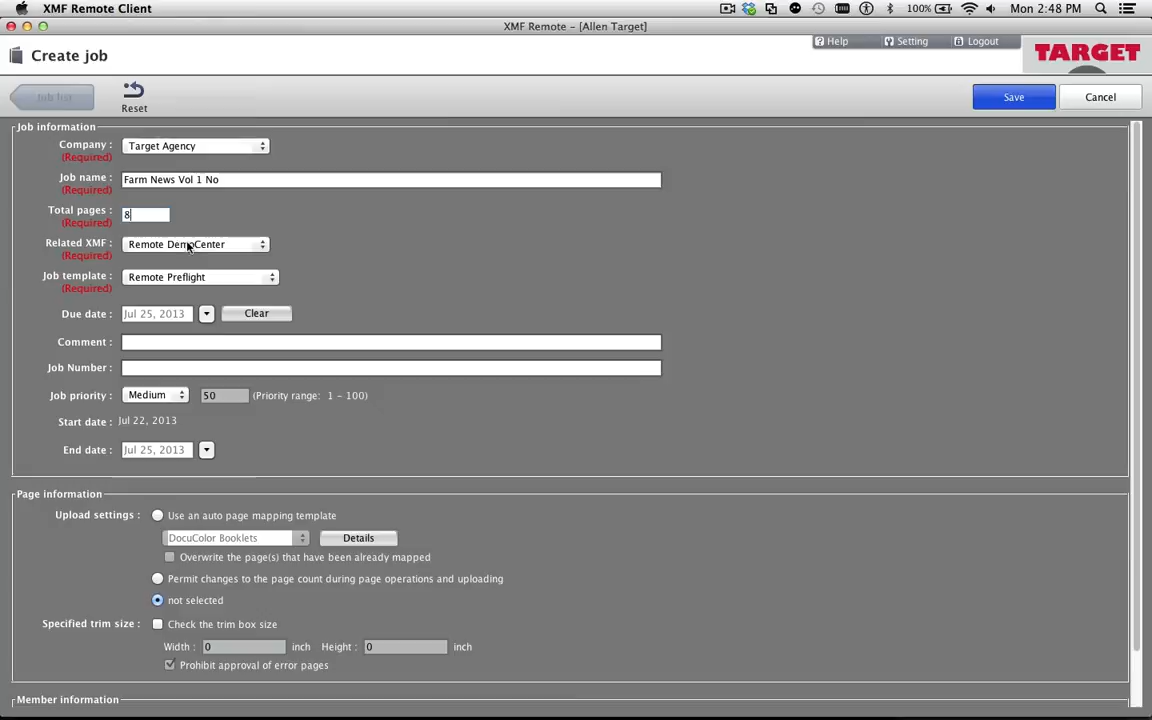 XMF Remote Client
100%
Mon 2:48 PM
XMF Remote – [Allen Target]
Create job
Help
Setting
Logout
TARGET
Job list
Reset
Save
Cancel
Job information
Company :
(Required)
Target Agency
Job name :
(Required)
Farm News Vol 1 No
Total pages :
(Required)
8
Related XMF :
(Required)
Remote DemoCenter
Job template :
(Required)
Remote Preflight
Due date :
Jul 25, 2013
Clear
Comment :
Job Number :
Job priority :
Medium
50
(Priority range: 1 - 100)
Start date :
Jul 22, 2013
End date :
Jul 25, 2013
Page information
Upload settings :
Use an auto page mapping template
DocuColor Booklets
Details
Overwrite the page(s) that have been already mapped
Permit changes to the page count during page operations and uploading
not selected
Specified trim size :
Check the trim box size
Width : 0 inch Height : 0 inch
Prohibit approval of error pages
Member information